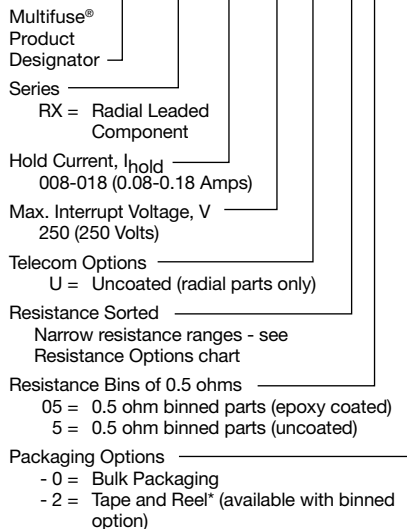 Multifuse®
Product
Designator
Series
RX = Radial Leaded
Component
Hold Current, Ihold
008-018 (0.08-0.18 Amps)
Max. Interrupt Voltage, V
250 (250 Volts)
Telecom Options
U = Uncoated (radial parts only)
Resistance Sorted
Narrow resistance ranges - see
Resistance Options chart
Resistance Bins of 0.5 ohms
05 = 0.5 ohm binned parts (epoxy coated)
5 = 0.5 ohm binned parts (uncoated)
Packaging Options
- 0 = Bulk Packaging
- 2 = Tape and Reel* (available with binned
option)